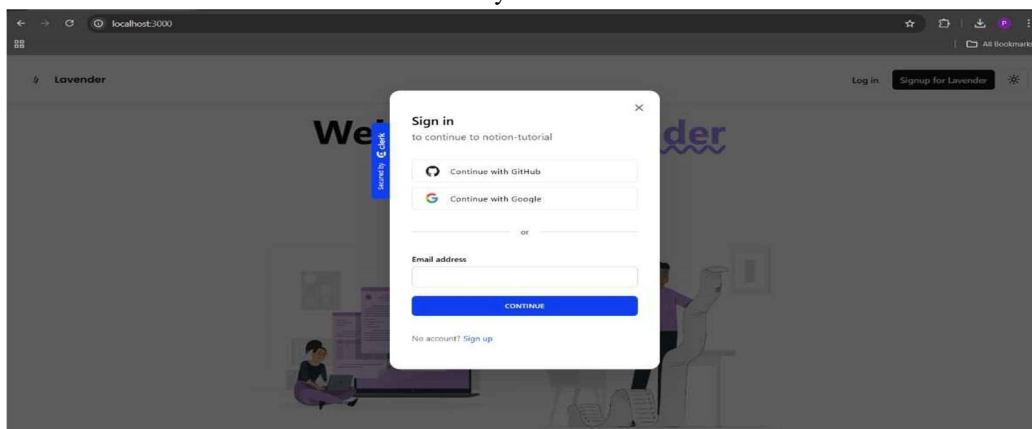 localhost:3000
All Bookmarks
Lavender
Log in
Signup for Lavender
We
der
Sign in
to continue to notion-tutorial
Secured by clerk
Continue with GitHub
Continue with Google
or
Email address
CONTINUE
No account? Sign up